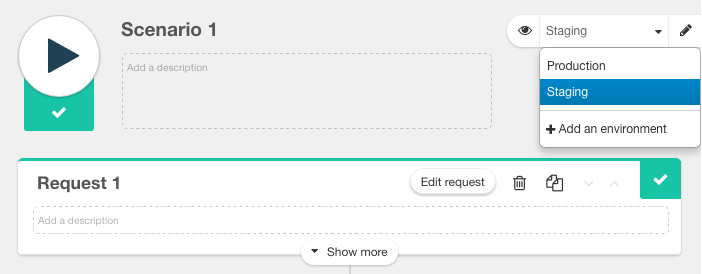 Scenario 1
Staging
Add a description
Production
Staging
Add an environment
Request 1
Edit request
Add a description
Show more